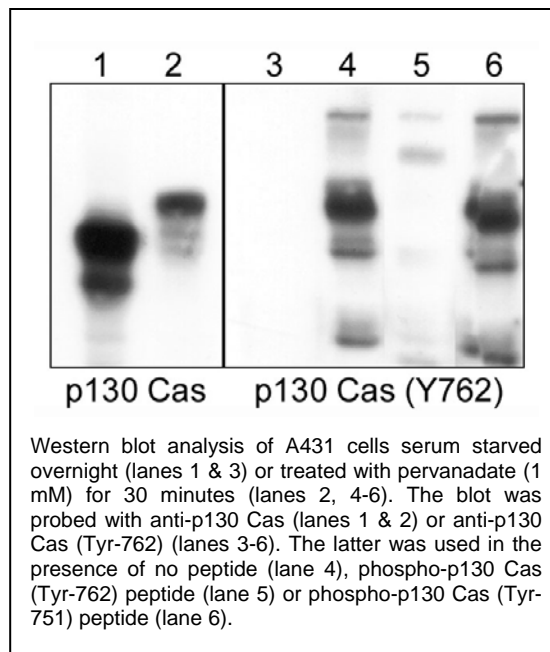 1 2 3 4 5 6
p130 Cas p130 Cas (Y762)
Western blot analysis of A431 cells serum starved
overnight (lanes 1 & 3) or treated with pervanadate (1
mM) for 30 minutes (lanes 2, 4-6). The blot was
probed with anti-p130 Cas (lanes 1 & 2) or anti-p130
Cas (Tyr-762) (lanes 3-6). The latter was used in the
presence of no peptide (lane 4), phospho-p130 Cas
(Tyr-762) peptide (lane 5) or phospho-p130 Cas (Tyr-
751) peptide (lane 6).